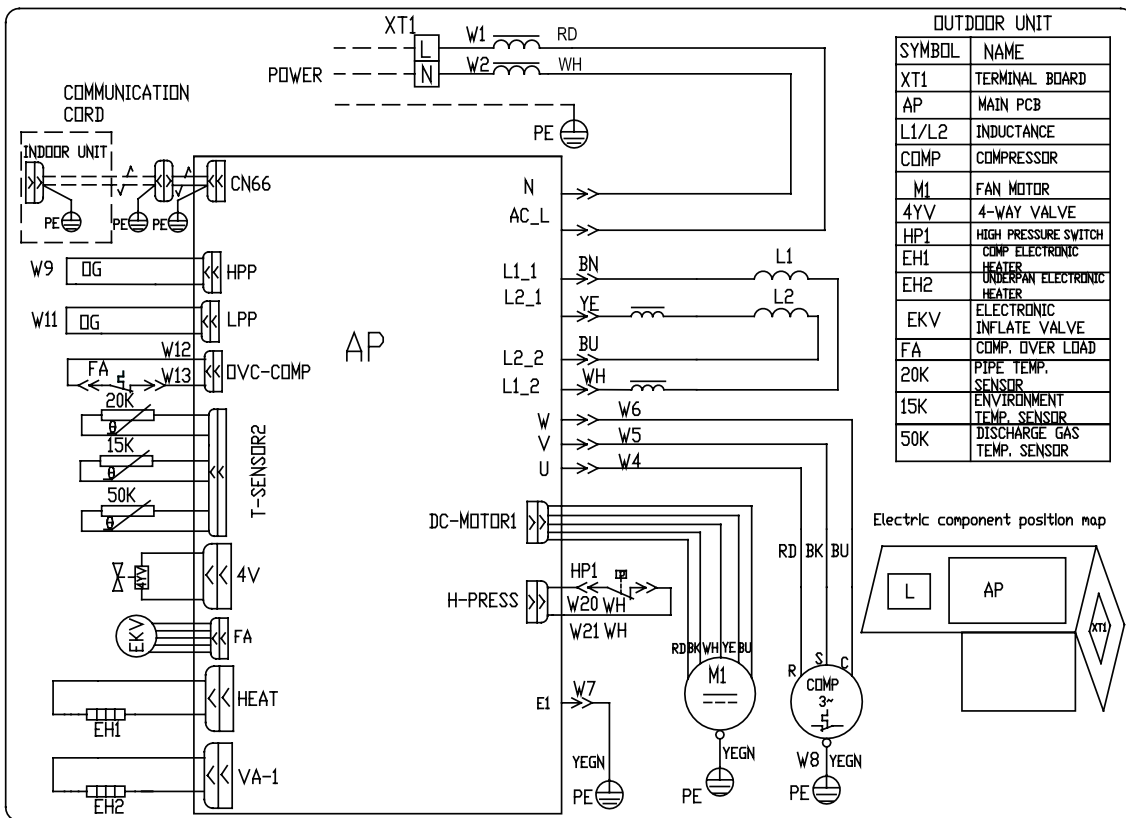 XT1
L
W1
RD
POWER
N
W2
WH
PE
COMMUNICATION
CORD
INDOOR UNIT
PE
PE
PE
CN66
W9
OG
HPP
W11
OG
LPP
W12
FA
W13
OVC-COMP
20K
θ
15K
θ
50K
θ
T-SENSOR2
4YV
4V
EKV
FA
HEAT
EH1
VA-1
EH2
AP
N
AC_L
L1_1
BN
L1
L2_1
YE
L2
L2_2
BU
L1_2
WH
W
W6
V
W5
U
W4
DC-MOTOR1
H-PRESS
HP1
P
W20 WH
W21 WH
RD BK BU
RD BK WH YE BU
M1
R S C
COMP
3~
E1
W7
YEGN
PE
YEGN
PE
W8
YEGN
PE
OUTDOOR UNIT
SYMBOL NAME
XT1 TERMINAL BOARD
AP MAIN PCB
L1/L2 INDUCTANCE
COMP COMPRESSOR
M1 FAN MOTOR
4YV 4-WAY VALVE
HP1 HIGH PRESSURE SWITCH
EH1 COMP ELECTRONIC
HEATER
EH2 UNDERPAN ELECTRONIC
HEATER
EKV ELECTRONIC
INFLATE VALVE
FA COMP. OVER LOAD
20K PIPE TEMP.
SENSOR
15K ENVIRONMENT
TEMP. SENSOR
50K DISCHARGE GAS
TEMP. SENSOR
Electric component position map
L
AP
XT1